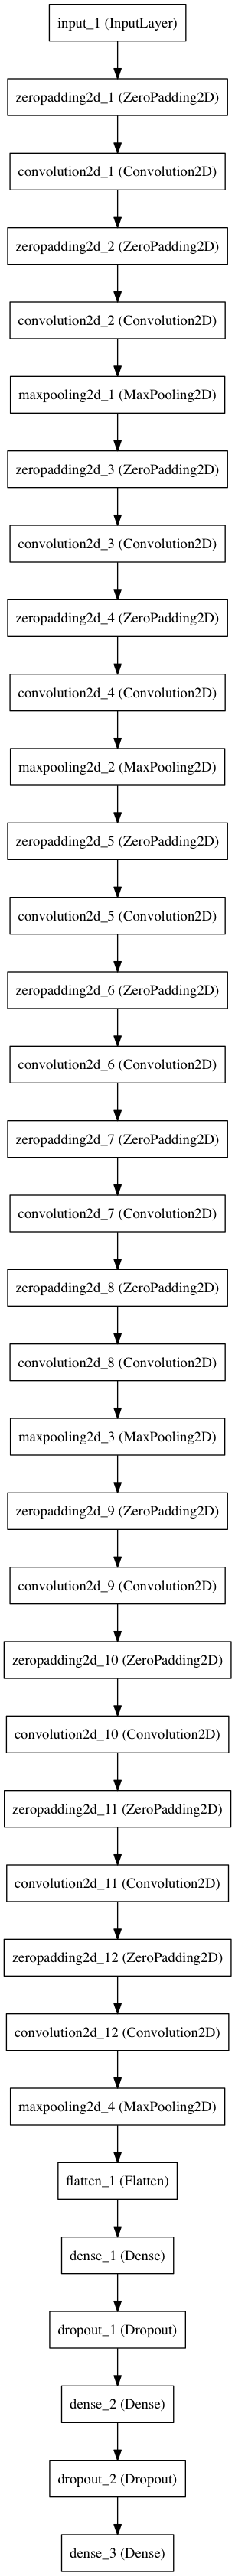 input_1 (InputLayer)
zeropadding2d_1 (ZeroPadding2D)
convolution2d_1 (Convolution2D)
zeropadding2d_2 (ZeroPadding2D)
convolution2d_2 (Convolution2D)
maxpooling2d_1 (MaxPooling2D)
zeropadding2d_3 (ZeroPadding2D)
convolution2d_3 (Convolution2D)
zeropadding2d_4 (ZeroPadding2D)
convolution2d_4 (Convolution2D)
maxpooling2d_2 (MaxPooling2D)
zeropadding2d_5 (ZeroPadding2D)
convolution2d_5 (Convolution2D)
zeropadding2d_6 (ZeroPadding2D)
convolution2d_6 (Convolution2D)
zeropadding2d_7 (ZeroPadding2D)
convolution2d_7 (Convolution2D)
zeropadding2d_8 (ZeroPadding2D)
convolution2d_8 (Convolution2D)
maxpooling2d_3 (MaxPooling2D)
zeropadding2d_9 (ZeroPadding2D)
convolution2d_9 (Convolution2D)
zeropadding2d_10 (ZeroPadding2D)
convolution2d_10 (Convolution2D)
zeropadding2d_11 (ZeroPadding2D)
convolution2d_11 (Convolution2D)
zeropadding2d_12 (ZeroPadding2D)
convolution2d_12 (Convolution2D)
maxpooling2d_4 (MaxPooling2D)
flatten_1 (Flatten)
dense_1 (Dense)
dropout_1 (Dropout)
dense_2 (Dense)
dropout_2 (Dropout)
dense_3 (Dense)